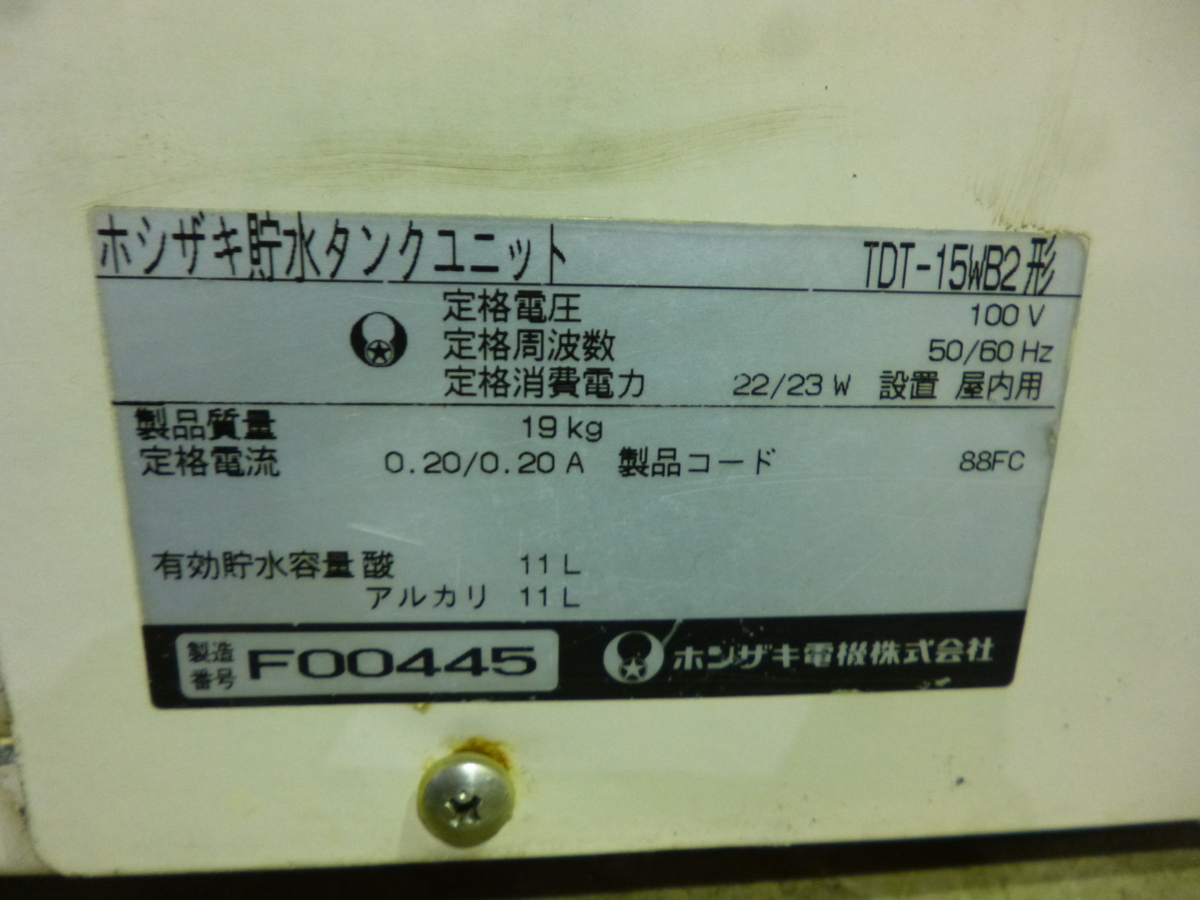 ホシザキ貯水タンクユニット TDT-15WB2形
定格電圧 100 V
定格周波数 50/60 Hz
定格消費電力 22/23 W 設置 屋内用
製品質量 19 kg
定格電流 0.20/0.20 A 製品コード 88FC
有効貯水容量 酸 11 L
アルカリ 11 L
製造番号 F00445 ホシザキ電機株式会社